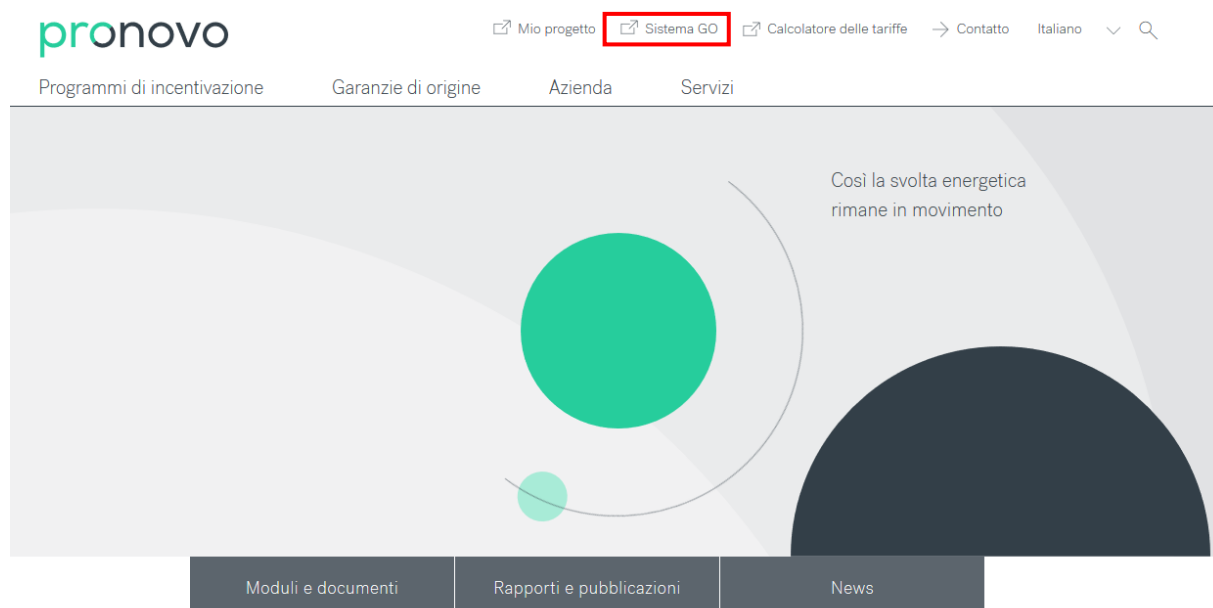 pronovo
Mio progetto
Sistema GO
Calcolatore delle tariffe
Contatto
Italiano
Programmi di incentivazione
Garanzie di origine
Azienda
Servizi
Così la svolta energetica
rimane in movimento
Moduli e documenti
Rapporti e pubblicazioni
News